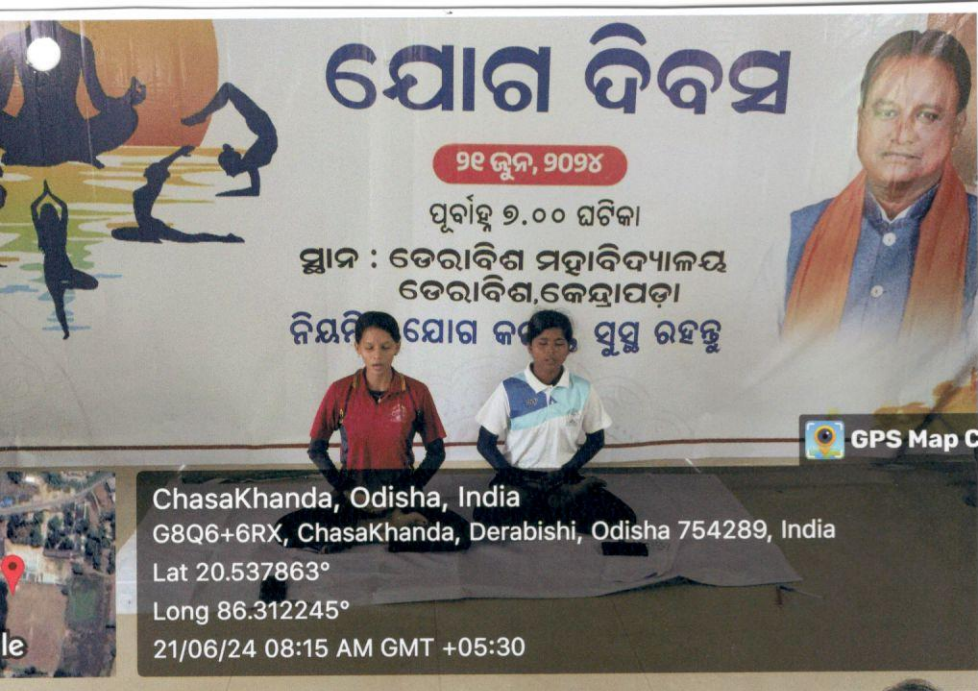 ଯୋଗ ଦିବସ
୨୧ ଜୁନ, ୨୦୨୪
ପୂର୍ବାହ୍ନ ୭.୦୦ ଘଟିକା
ସ୍ଥାନ : ଡେରାବିଶ ମହାବିଦ୍ୟାଳୟ
ଡେରାବିଶ,କେନ୍ଦ୍ରାପଡ଼ା
ଯୋଗ ସୁସ୍ଥ ରହନ୍ତୁ
GPS Map C
ChasaKhanda, Odisha, India
G8Q6+6RX, ChasaKhanda, Derabishi, Odisha 754289, India
Lat 20.537863°
Long 86.312245°
21/06/24 08:15 AM GMT +05:30
le